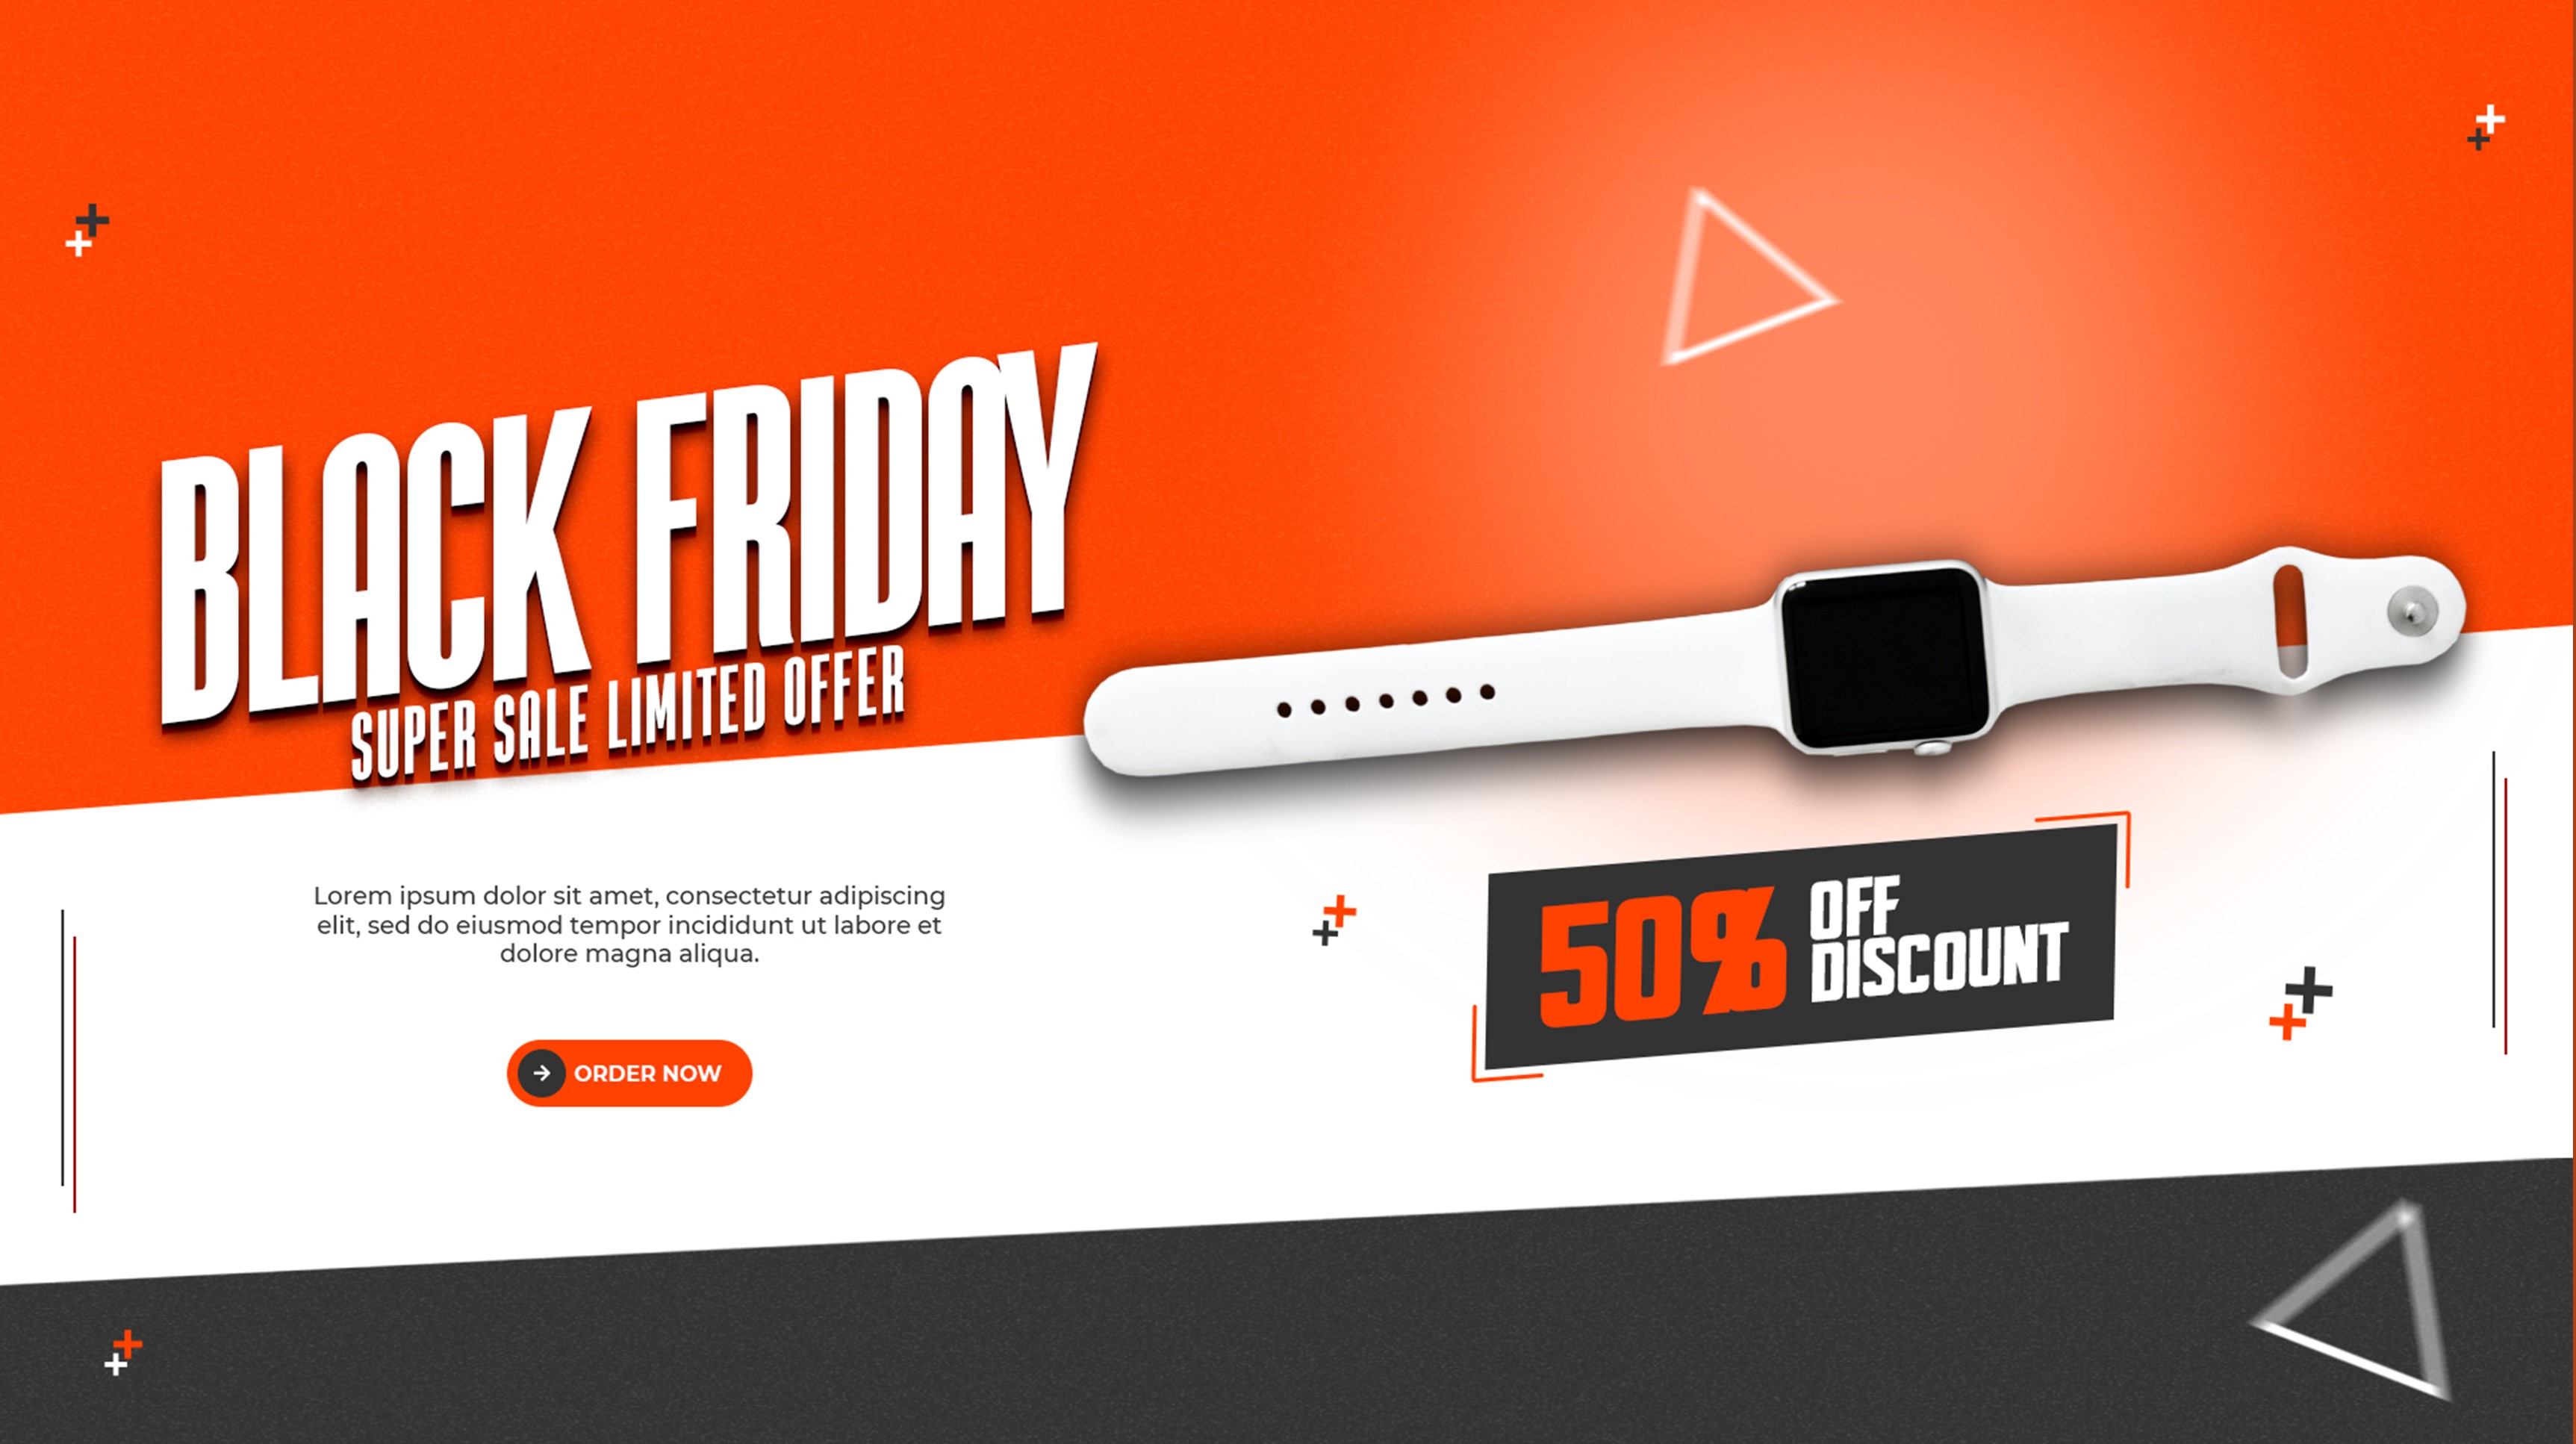 BLACK FRIDAY
SUPER SALE LIMITED OFFER
Lorem ipsum dolor sit amet, consectetur adipiscing
elit, sed do eiusmod tempor incididunt ut labore et
dolore magna aliqua.
ORDER NOW
50% OFF
DISCOUNT